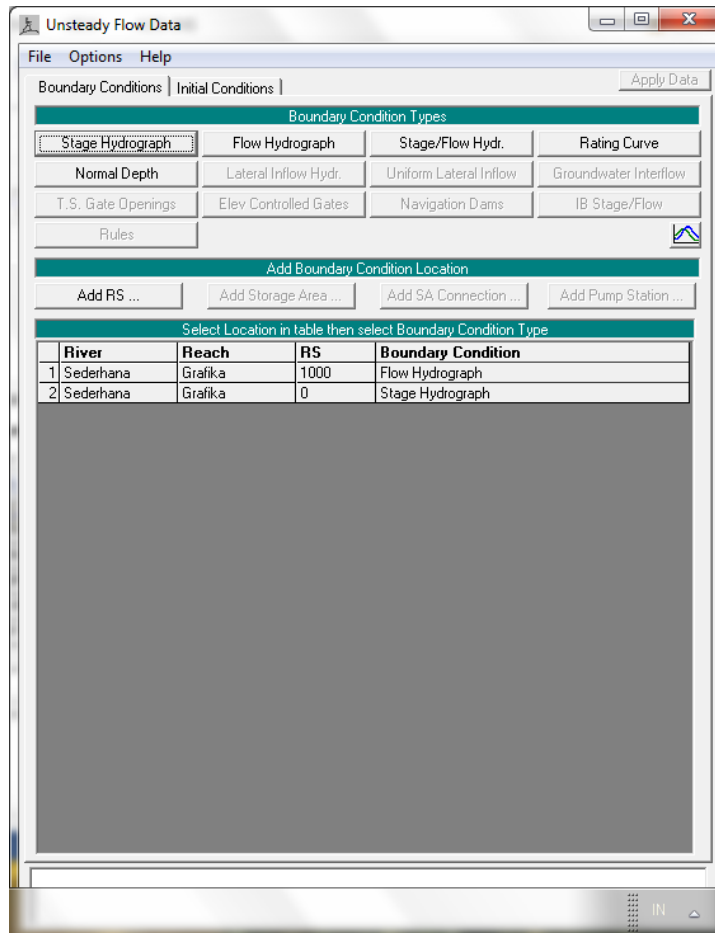 Unsteady Flow Data
File Options Help
Boundary Conditions Initial Conditions Apply Data
Boundary Condition Types
Stage Hydrograph Flow Hydrograph Stage/Flow Hydr. Rating Curve
Normal Depth Lateral Inflow Hydr. Uniform Lateral Inflow Groundwater Interflow
T.S. Gate Openings Elev Controlled Gates Navigation Dams IB Stage/Flow
Rules
Add Boundary Condition Location
Add RS ... Add Storage Area ... Add SA Connection ... Add Pump Station ...
Select Location in table then select Boundary Condition Type
River Reach RS Boundary Condition
1 Sederhana Grafika 1000 Flow Hydrograph
2 Sederhana Grafika 0 Stage Hydrograph
IN